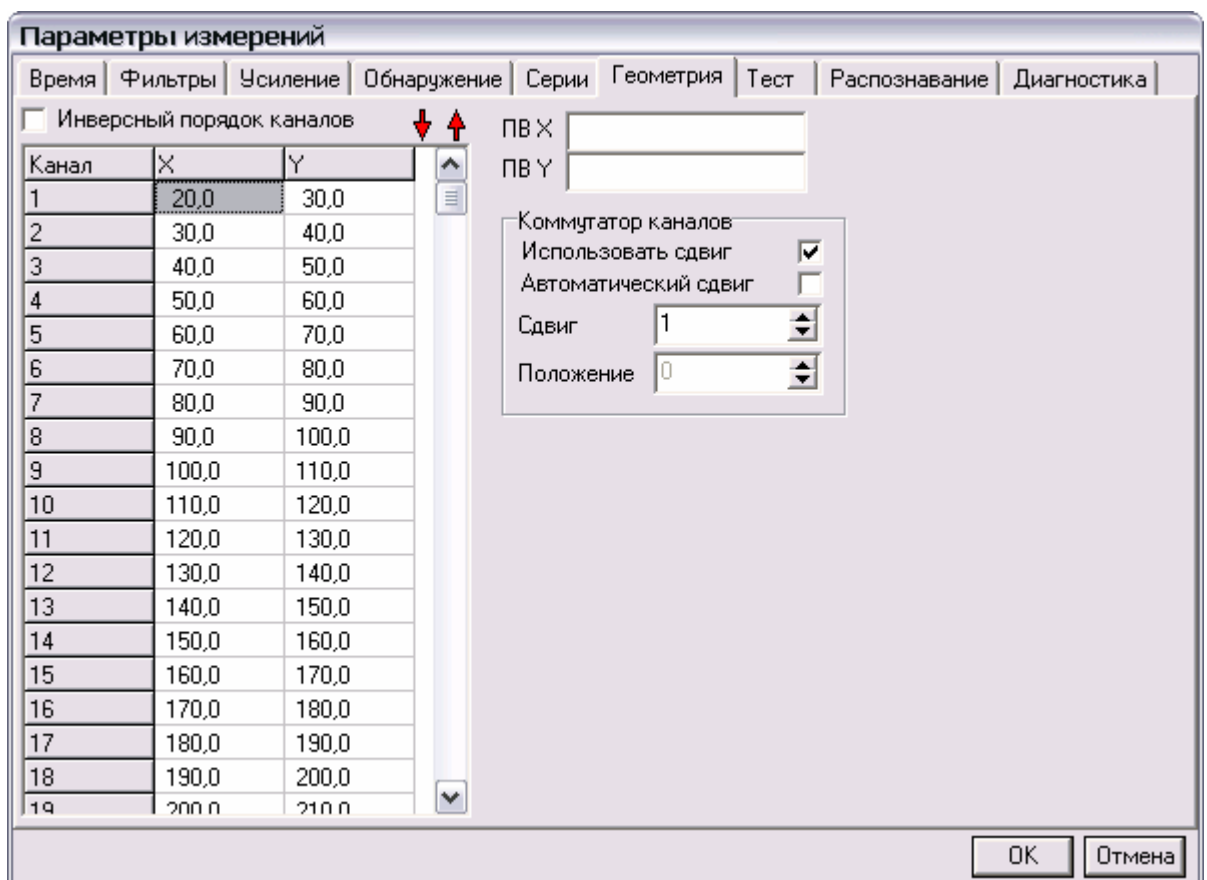 Параметры измерений
Время Фильтры Усиление Обнаружение Серии Геометрия Тест Распознавание Диагностика
Инверсный порядок каналов
Канал X Y
1 20,0 30,0
2 30,0 40,0
3 40,0 50,0
4 50,0 60,0
5 60,0 70,0
6 70,0 80,0
7 80,0 90,0
8 90,0 100,0
9 100,0 110,0
10 110,0 120,0
11 120,0 130,0
12 130,0 140,0
13 140,0 150,0
14 150,0 160,0
15 160,0 170,0
16 170,0 180,0
17 180,0 190,0
18 190,0 200,0
19 200,0 210,0
ПВ X
ПВ Y
Коммутатор каналов
Использовать сдвиг
Автоматический сдвиг
Сдвиг 1
Положение 0
OK Отмена